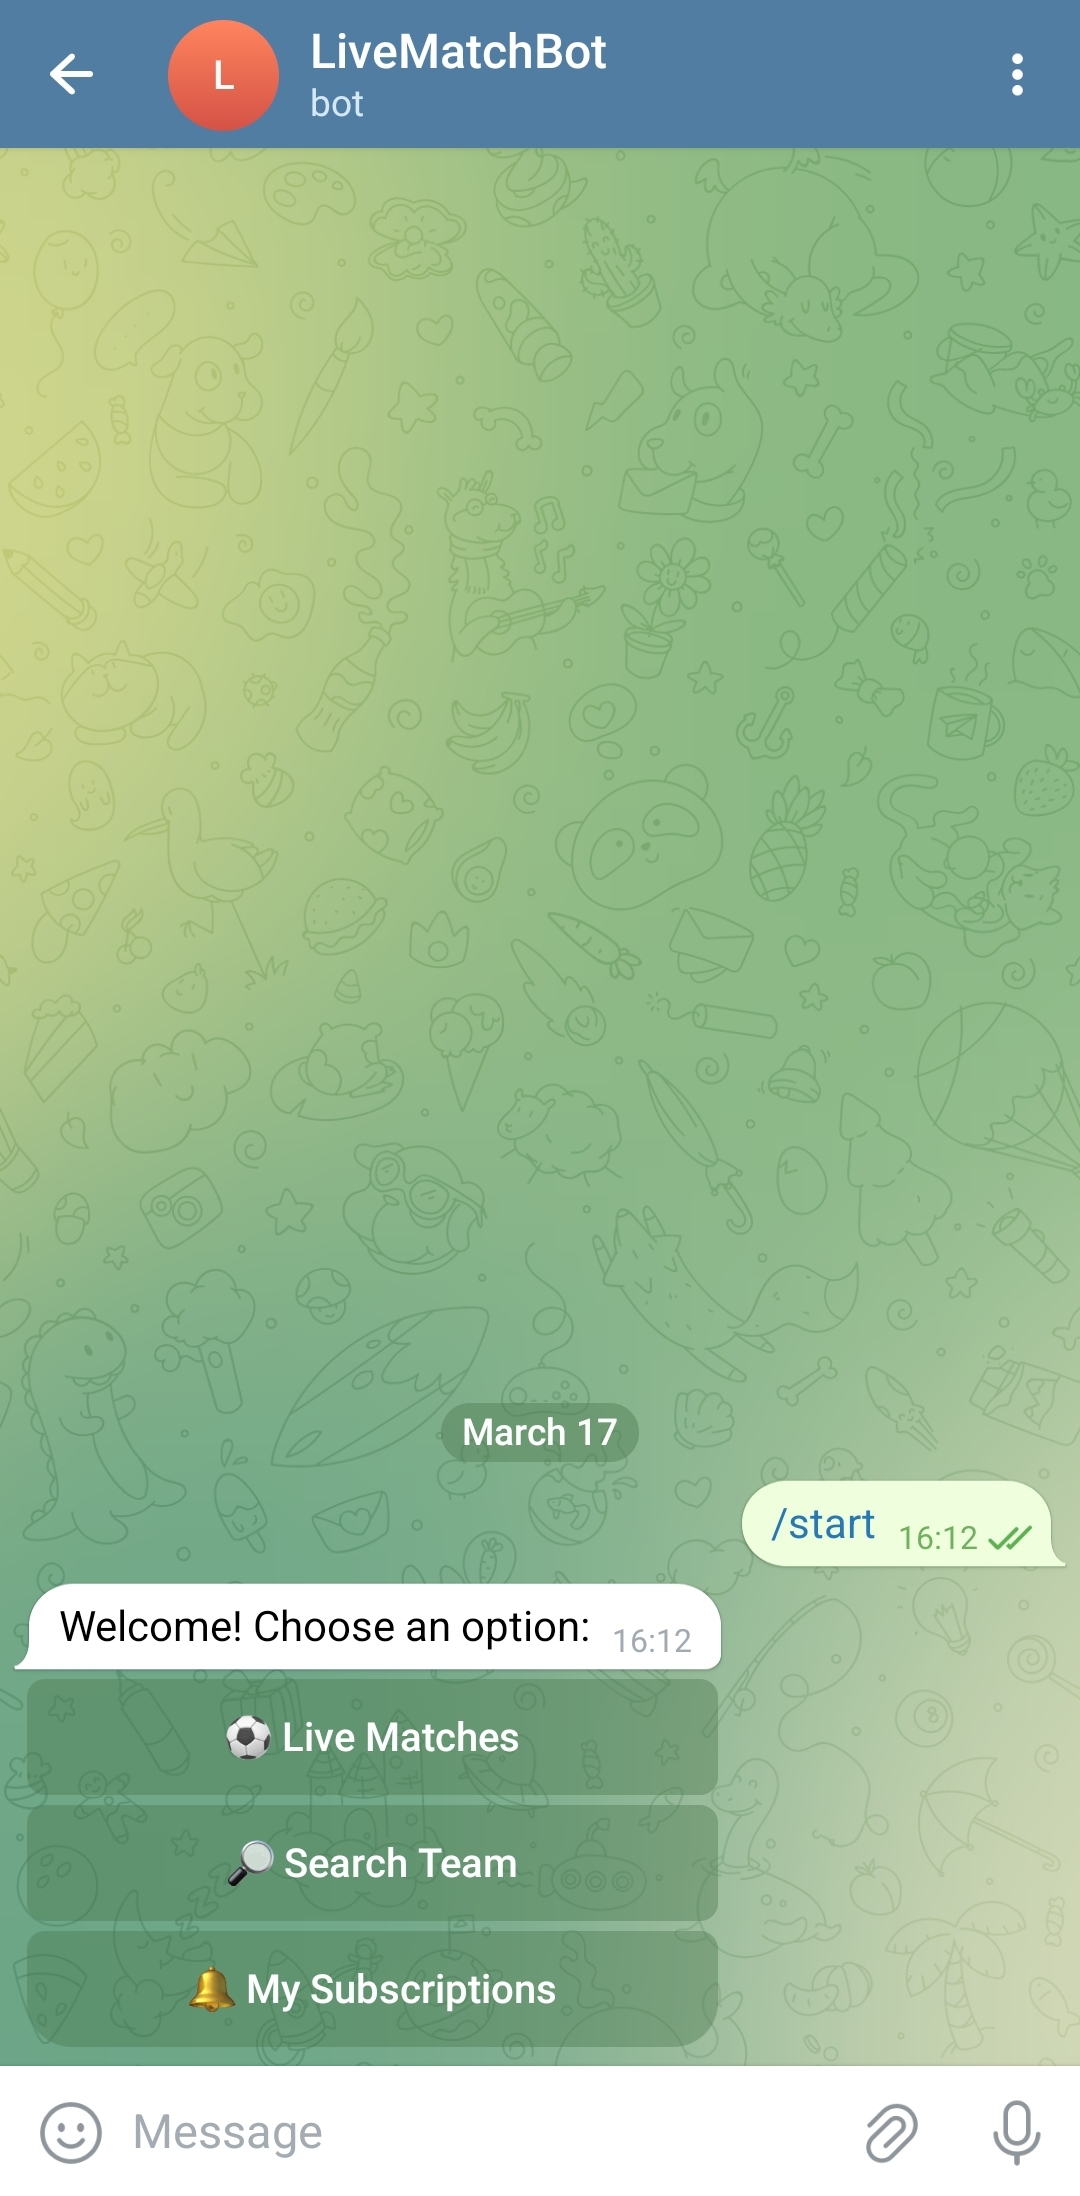 L
LiveMatchBot
bot
March 17
/start 16:12
Welcome! Choose an option: 16:12
Live Matches
Search Team
My Subscriptions
Message